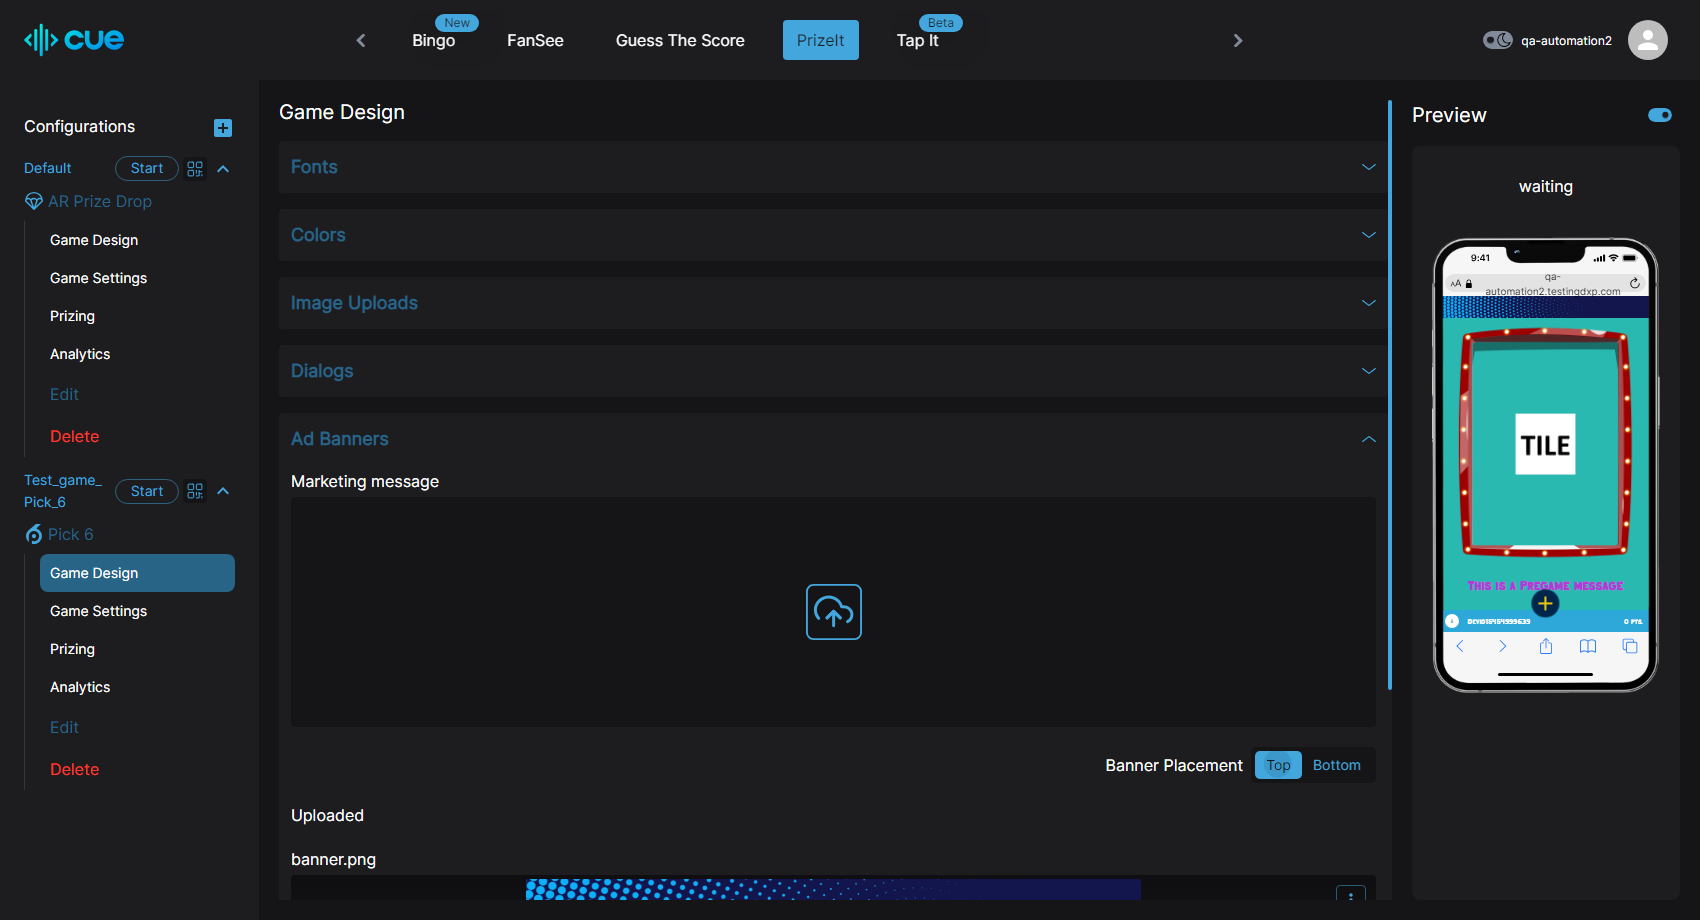 cue
New
Beta
Bingo
FanSee
Guess The Score
PrizeIt
Tap It
qa-automation2
Configurations
Default
Start
AR Prize Drop
Game Design
Game Settings
Prizing
Analytics
Edit
Delete
Test_game_
Pick_6
Start
Pick 6
Game Design
Game Settings
Prizing
Analytics
Edit
Delete
Game Design
Fonts
Colors
Image Uploads
Dialogs
Ad Banners
Marketing message
Banner Placement
Top
Bottom
Uploaded
banner.png
Preview
waiting
9:41
AA
qa-
automation2.testingdxp.com
TILE
This is a Pregame message
0 PTS.